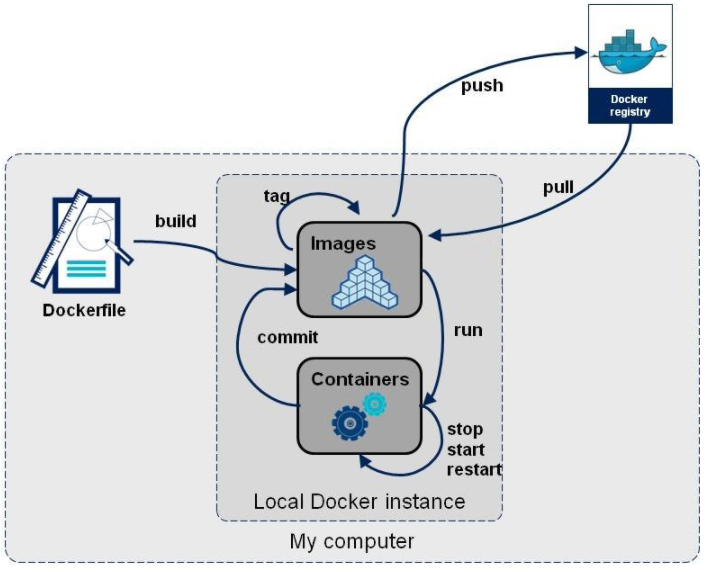 push
Docker
registry
pull
tag
build
Images
Dockerfile
commit
run
Containers
stop
start
restart
Local Docker instance
My computer